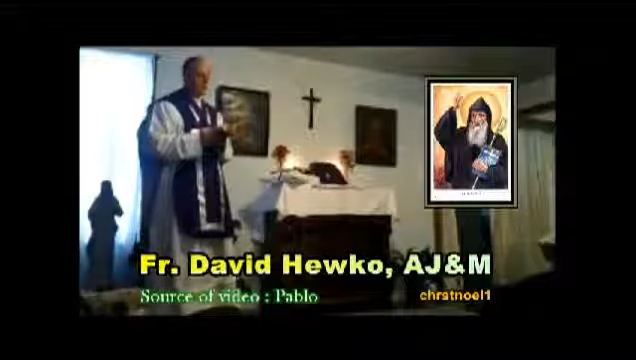 Fr. David Hewko, AJ&M
Source of video : Pablo
chrstnoel1